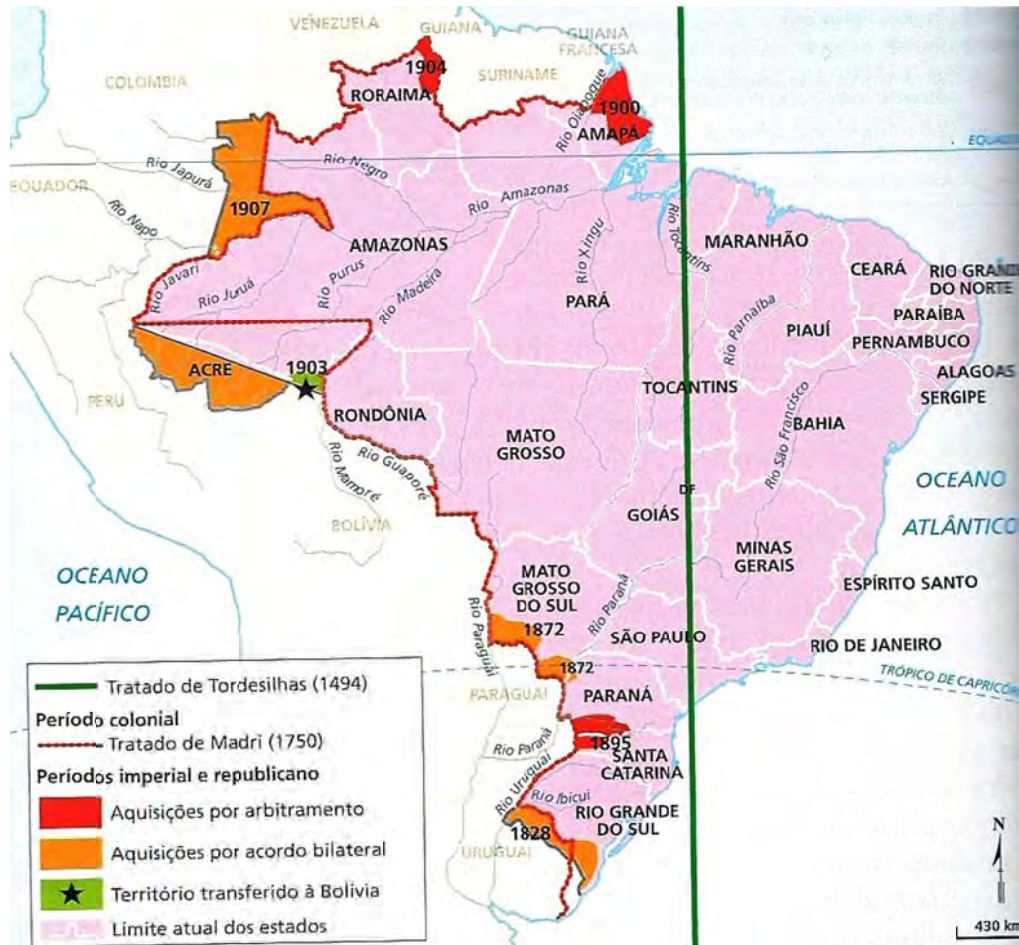 VENEZUELA
GUIANA
GUIANA
FRANCESA
SURINAME
COLOMBIA
1904
RORAIMA
Rio Oiapoque
1900
AMAPÁ
Rio Negro
Rio Japurá
EQUADOR
Rio Napo
1907
Rio Amazonas
AMAZONAS
Rio Javari
Rio Juruá
Rio Purus
Rio Madeira
Rio Xingu
PARÁ
Rio Tocantins
MARANHÃO
CEARÁ
RIO GRANDE
DO NORTE
PARAÍBA
Rio Parnaíba
PIAUÍ
PERNAMBUCO
ALAGOAS
SERGIPE
ACRE
1903
PERU
RONDÔNIA
TOCANTINS
Rio São Francisco
BAHIA
MATO
GROSSO
Rio Guaporé
Rio Mamoré
BOLÍVIA
DF
GOIÁS
OCEANO
ATLÂNTICO
MINAS
GERAIS
OCEANO
PACÍFICO
MATO
GROSSO
DO SUL
ESPÍRITO SANTO
1872
Rio Paraná
SÃO PAULO
RIO DE JANEIRO
Rio Paraguai
1872
TRÓPICO DE CAPRICÓR
PARAGUAI
PARANÁ
Rio Paraná
1895
SANTA
CATARINA
Rio Uruguai
Rio Ibicui
RIO GRANDE
DO SUL
1828
URUGUAI
Tratado de Tordesilhas (1494)
Período colonial
Tratado de Madri (1750)
Períodos imperial e republicano
Aquisições por arbitramento
Aquisições por acordo bilateral
Território transferido à Bolívia
Limite atual dos estados
N
430 km